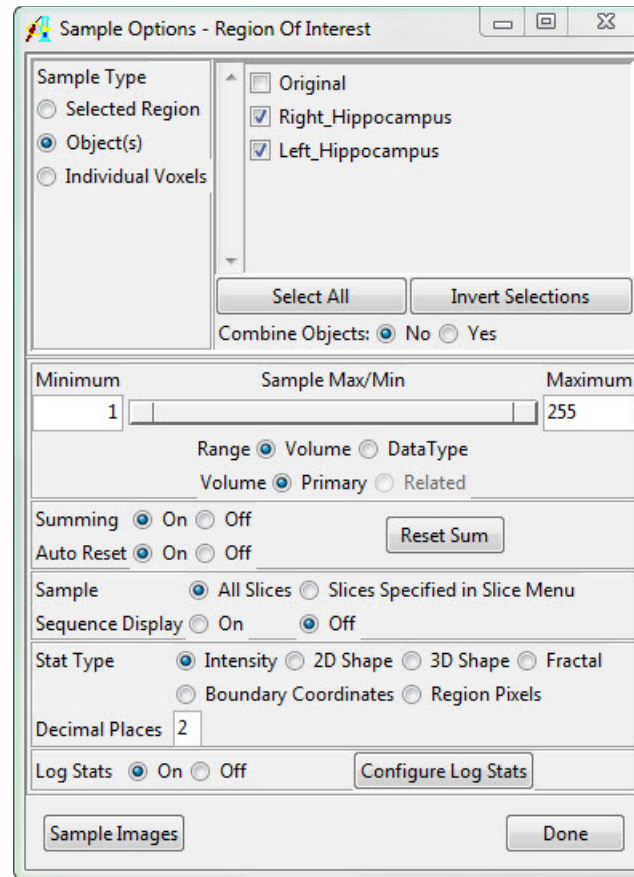 Sample Options - Region Of Interest
Sample Type
Selected Region
Object(s)
Individual Voxels
Original
Right_Hippocampus
Left_Hippocampus
Select All Invert Selections
Combine Objects: No Yes
Minimum Sample Max/Min Maximum
1 255
Range Volume DataType
Volume Primary Related
Summing On Off
Auto Reset On Off
Reset Sum
Sample All Slices Slices Specified in Slice Menu
Sequence Display On Off
Stat Type Intensity 2D Shape 3D Shape Fractal
Boundary Coordinates Region Pixels
Decimal Places 2
Log Stats On Off Configure Log Stats
Sample Images Done